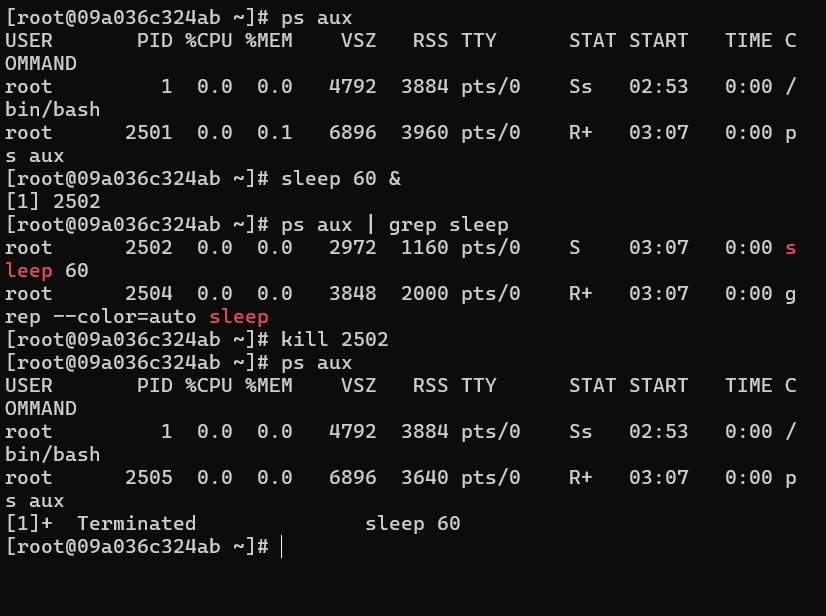 [root@09a036c324ab ~]# ps aux
USER       PID %CPU %MEM    VSZ   RSS TTY      STAT START   TIME C
OMMAND
root         1  0.0  0.0   4792  3884 pts/0    Ss   02:53   0:00 /
bin/bash
root      2501  0.0  0.1   6896  3960 pts/0    R+   03:07   0:00 p
s aux
[root@09a036c324ab ~]# sleep 60 &
[1] 2502
[root@09a036c324ab ~]# ps aux | grep sleep
root      2502  0.0  0.0   2972  1160 pts/0    S    03:07   0:00 s
leep 60
root      2504  0.0  0.0   3848  2000 pts/0    R+   03:07   0:00 g
rep --color=auto sleep
[root@09a036c324ab ~]# kill 2502
[root@09a036c324ab ~]# ps aux
USER       PID %CPU %MEM    VSZ   RSS TTY      STAT START   TIME C
OMMAND
root         1  0.0  0.0   4792  3884 pts/0    Ss   02:53   0:00 /
bin/bash
root      2505  0.0  0.0   6896  3640 pts/0    R+   03:07   0:00 p
s aux
[1]+  Terminated              sleep 60
[root@09a036c324ab ~]#